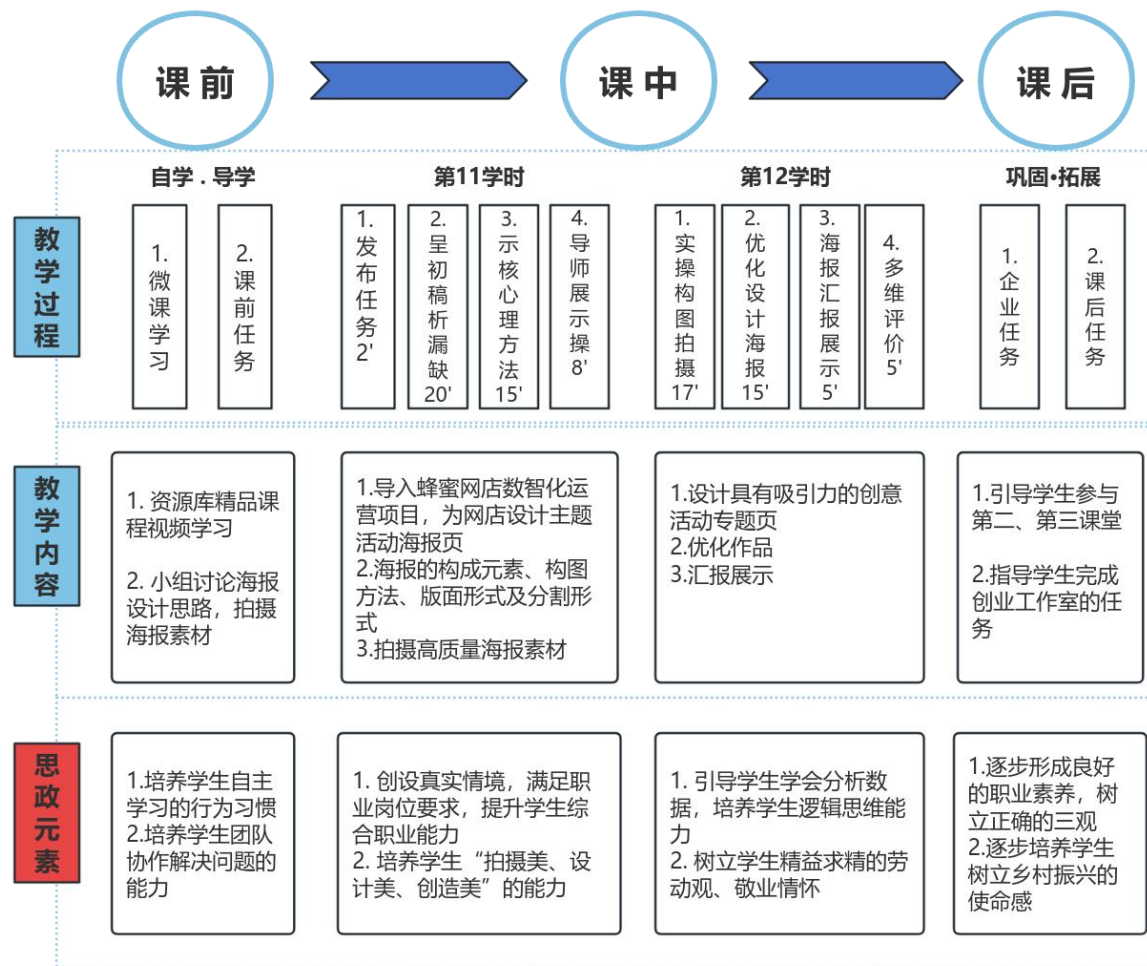 课前
课中
课后
自学 . 导学
第11学时
第12学时
巩固·拓展
教学过程
1.微课学习
2.课前任务
1.发布任务2'
2.呈初稿析漏缺20'
3.示核心理方法15'
4.导师展示操8'
1.实操构图拍摄17'
2.优化设计海报15'
3.海报汇报展示5'
4.多维评价5'
1.企业任务
2.课后任务
教学内容
1. 资源库精品课
程视频学习
2. 小组讨论海报
设计思路，拍摄
海报素材
1.导入蜂蜜网店数智化运
营项目，为网店设计主题
活动海报页
2.海报的构成元素、构图
方法、版面形式及分割形
式
3.拍摄高质量海报素材
1.设计具有吸引力的创意
活动专题页
2.优化作品
3.汇报展示
1.引导学生参与
第二、第三课堂
2.指导学生完成
创业工作室的任
务
思政元素
1.培养学生自主
学习的行为习惯
2.培养学生团队
协作解决问题的
能力
1. 创设真实情境，满足职
业岗位要求，提升学生综
合职业能力
2. 培养学生“拍摄美、设
计美、创造美”的能力
1. 引导学生学会分析数
据，培养学生逻辑思维能
力
2. 树立学生精益求精的劳
动观、敬业情怀
1.逐步形成良好
的职业素养，树
立正确的三观
2.逐步培养学生
树立乡村振兴的
使命感